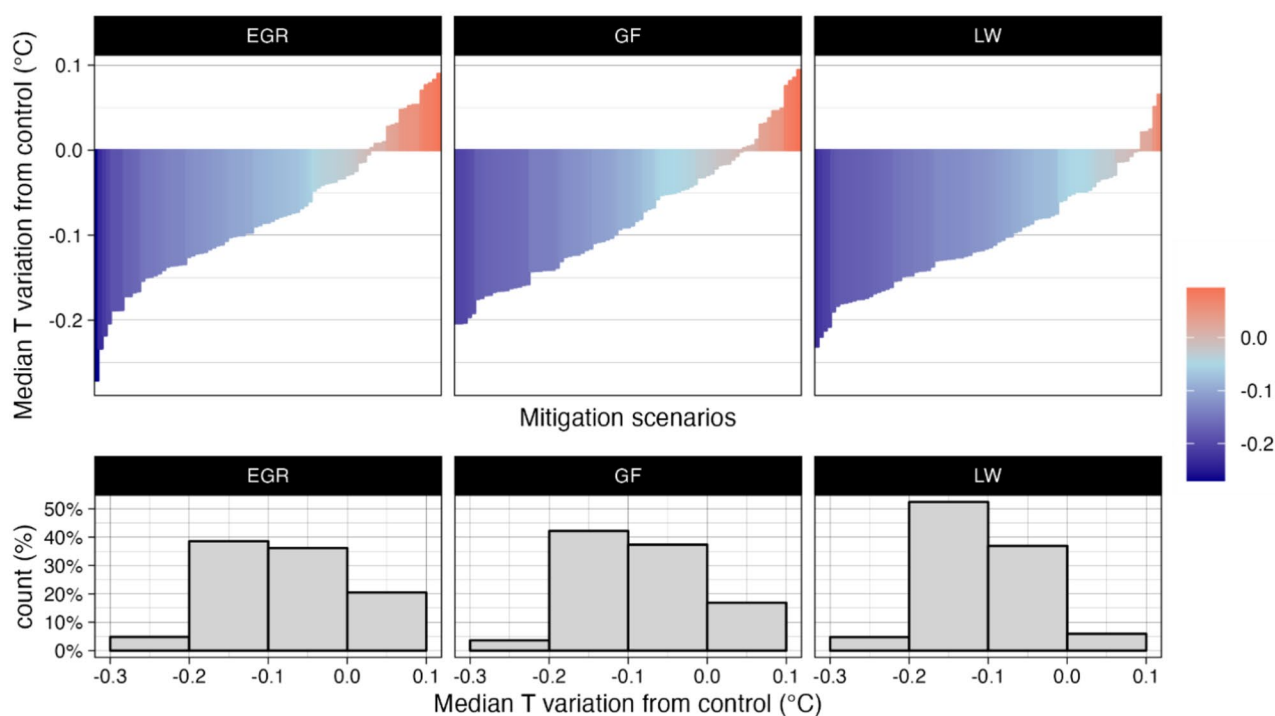 EGR GF LW
Median T variation from control (°C)
0.1
0.0
-0.1
-0.2
Mitigation scenarios
0.0
-0.1
-0.2
EGR GF LW
count (%)
50%
40%
30%
20%
10%
0%
-0.3 -0.2 -0.1 0.0 0.1 -0.3 -0.2 -0.1 0.0 0.1 -0.3 -0.2 -0.1 0.0 0.1
Median T variation from control (°C)